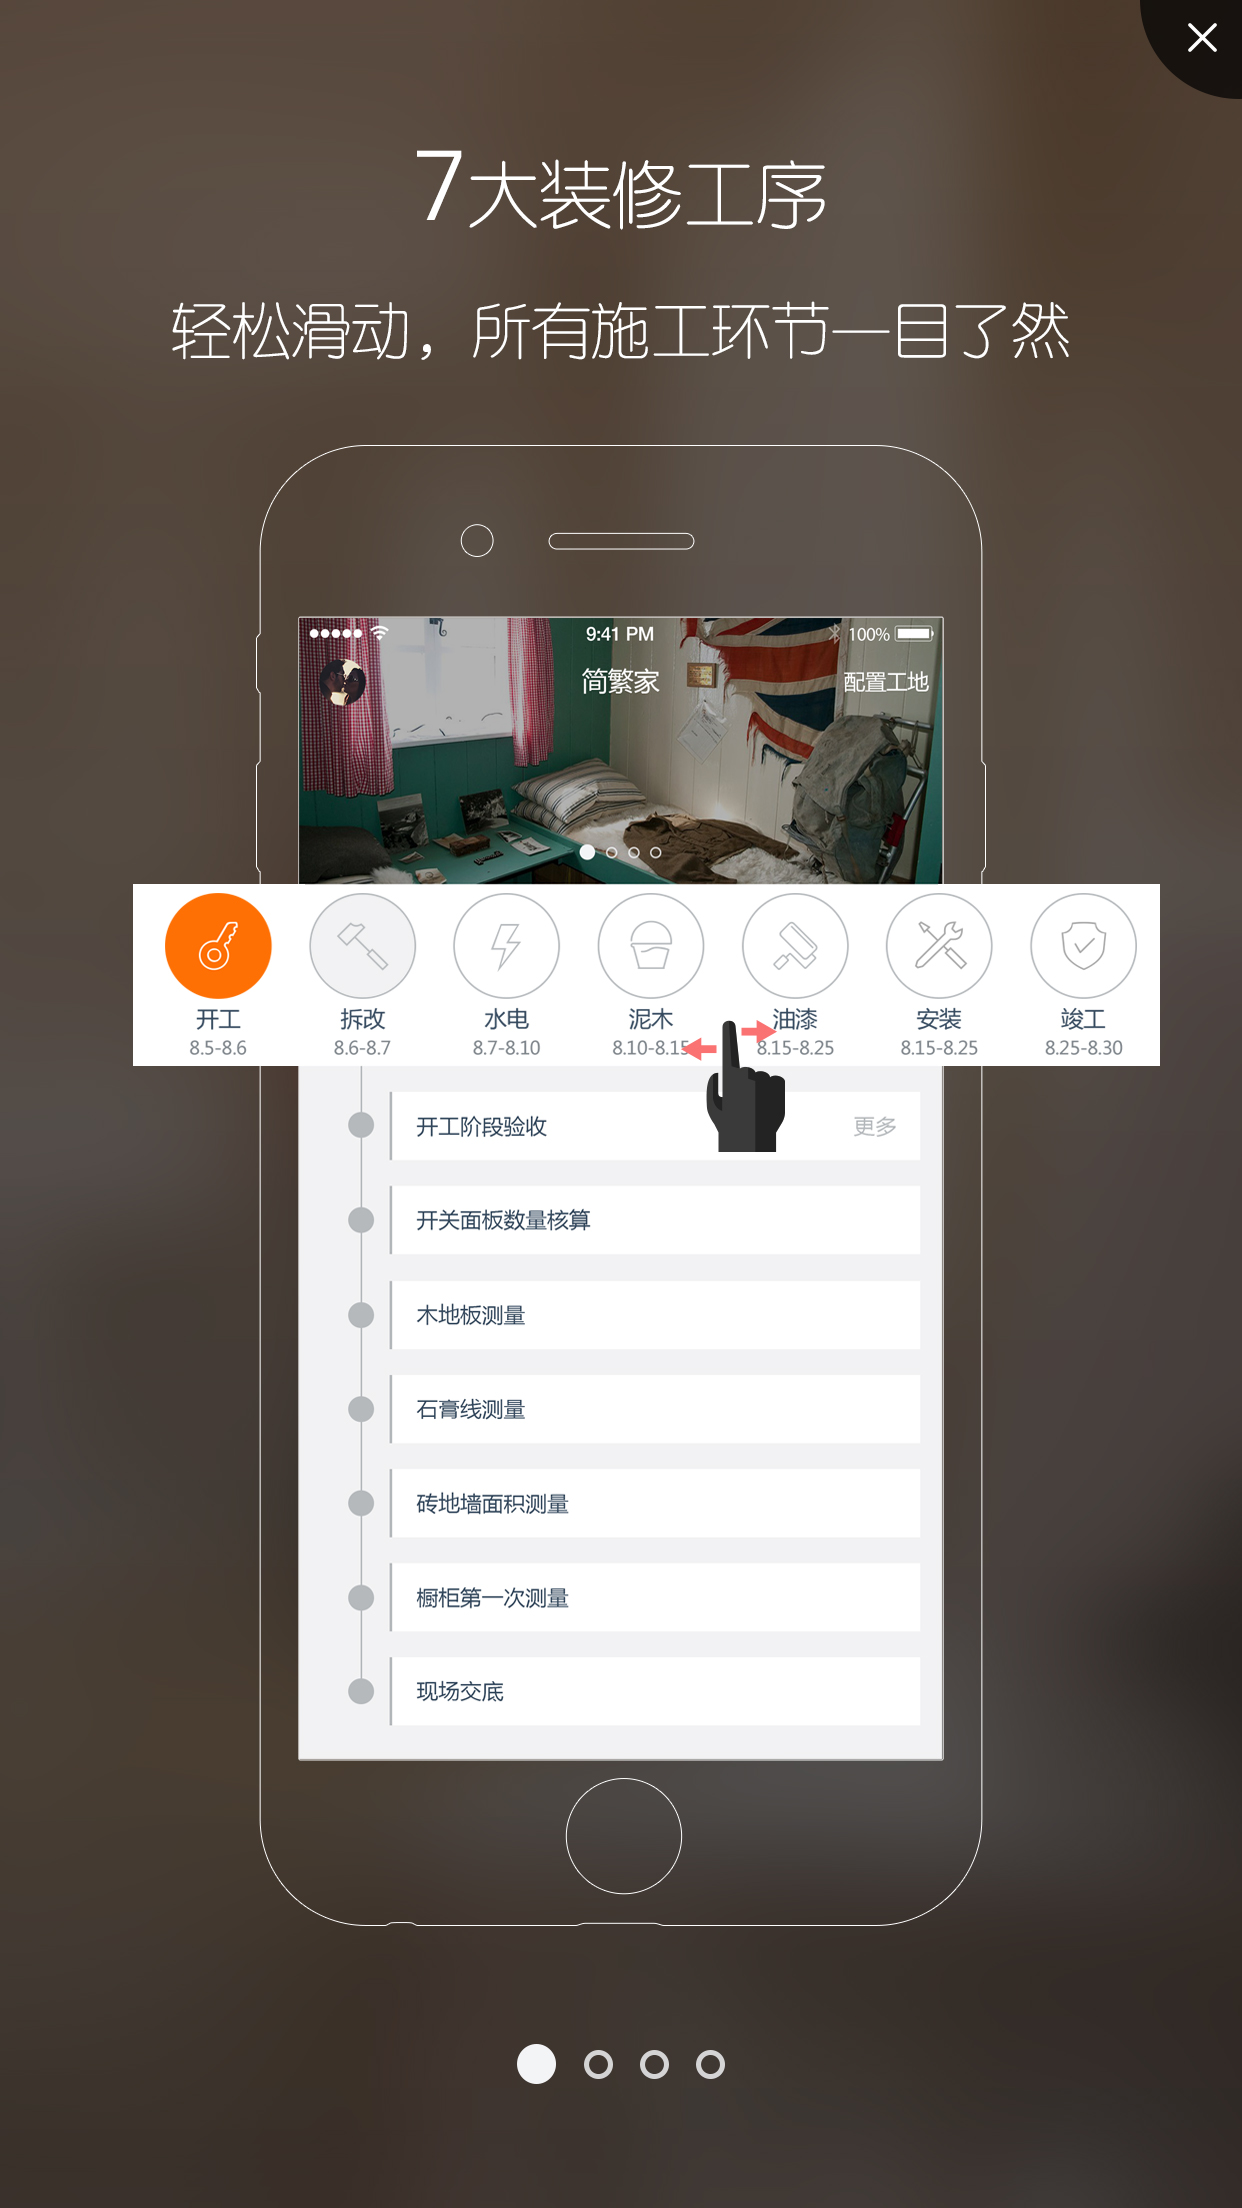 7大装修工序
轻松滑动，所有施工环节一目了然
9:41 PM
100%
简繁家
配置工地
开工
拆改
水电
泥木
油漆
安装
竣工
8.5-8.6
8.6-8.7
8.7-8.10
8.10-8.15
8.15-8.25
8.15-8.25
8.25-8.30
开工阶段验收
更多
开关面板数量核算
木地板测量
石膏线测量
砖地墙面积测量
橱柜第一次测量
现场交底